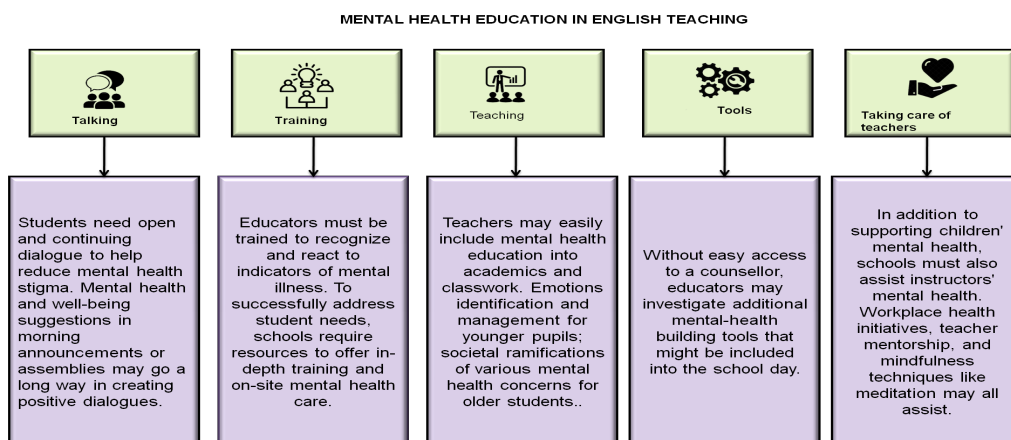 MENTAL HEALTH EDUCATION IN ENGLISH TEACHING
Talking
Training
Teaching
Tools
Taking care of
teachers
Students need open
and continuing
dialogue to help
reduce mental health
stigma. Mental health
and well-being
suggestions in
morning
announcements or
assemblies may go a
long way in creating
positive dialogues.
Educators must be
trained to recognize
and react to
indicators of mental
illness. To
successfully address
student needs,
schools require
resources to offer in-
depth training and
on-site mental health
care.
Teachers may easily
include mental health
education into
academics and
classwork. Emotions
identification and
management for
younger pupils;
societal ramifications
of various mental
health concerns for
older students..
Without easy access
to a counsellor,
educators may
investigate additional
mental-health
building tools that
might be included
into the school day.
In addition to
supporting children'
mental health,
schools must also
assist instructors'
mental health.
Workplace health
initiatives, teacher
mentorship, and
mindfulness
techniques like
meditation may all
assist.